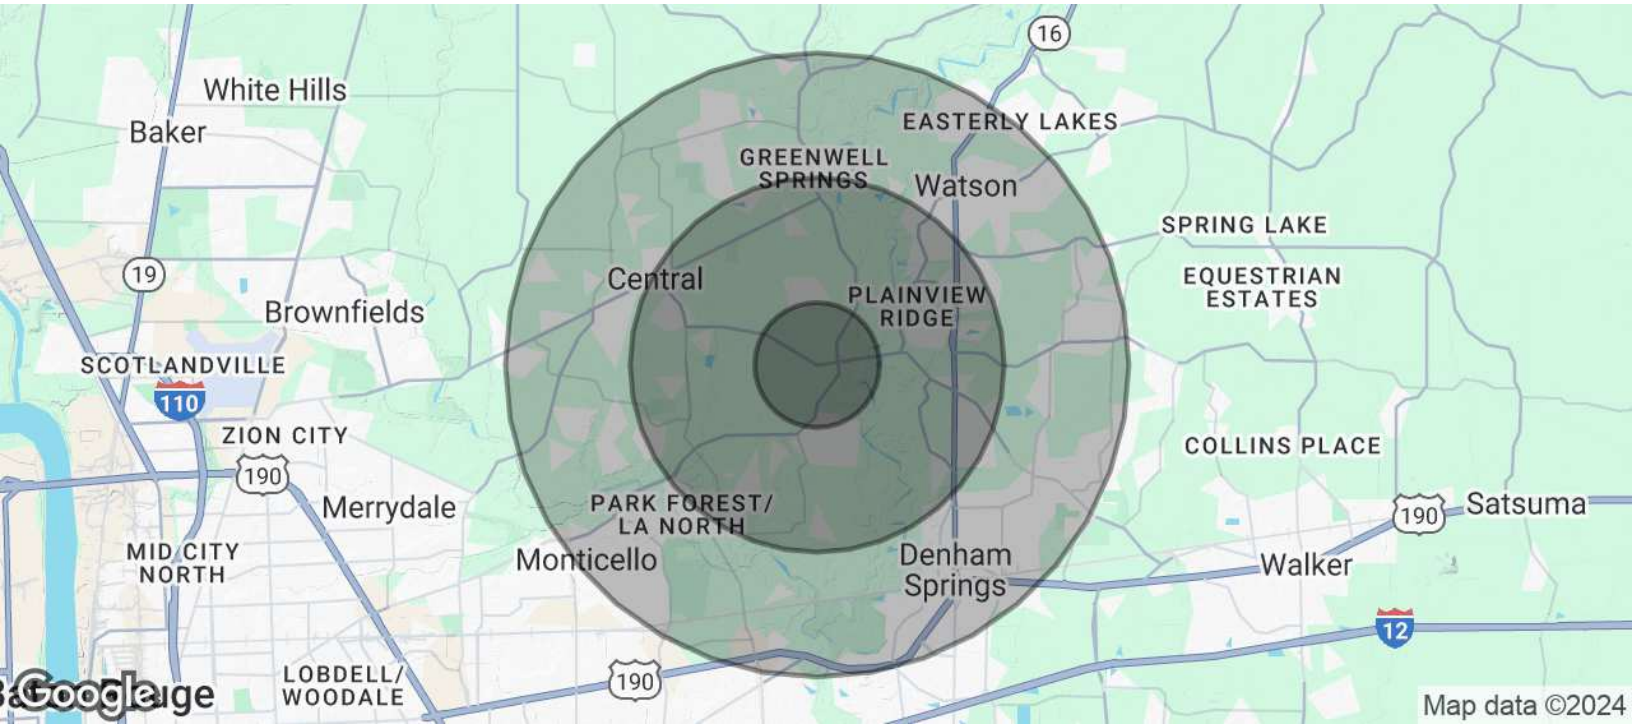 16
White Hills
EASTERLY LAKES
Baker
GREENWELL
SPRINGS
Watson
SPRING LAKE
19
Central
EQUESTRIAN
ESTATES
PLAINVIEW
RIDGE
Brownfields
SCOTLANDVILLE
110
ZION CITY
COLLINS PLACE
190
Merrydale
PARK FOREST/
LA NORTH
190
Satsuma
MID CITY
NORTH
Monticello
Denham
Springs
Walker
12
LOBDELL/
WOODALE
190
Google
Map data ©2024